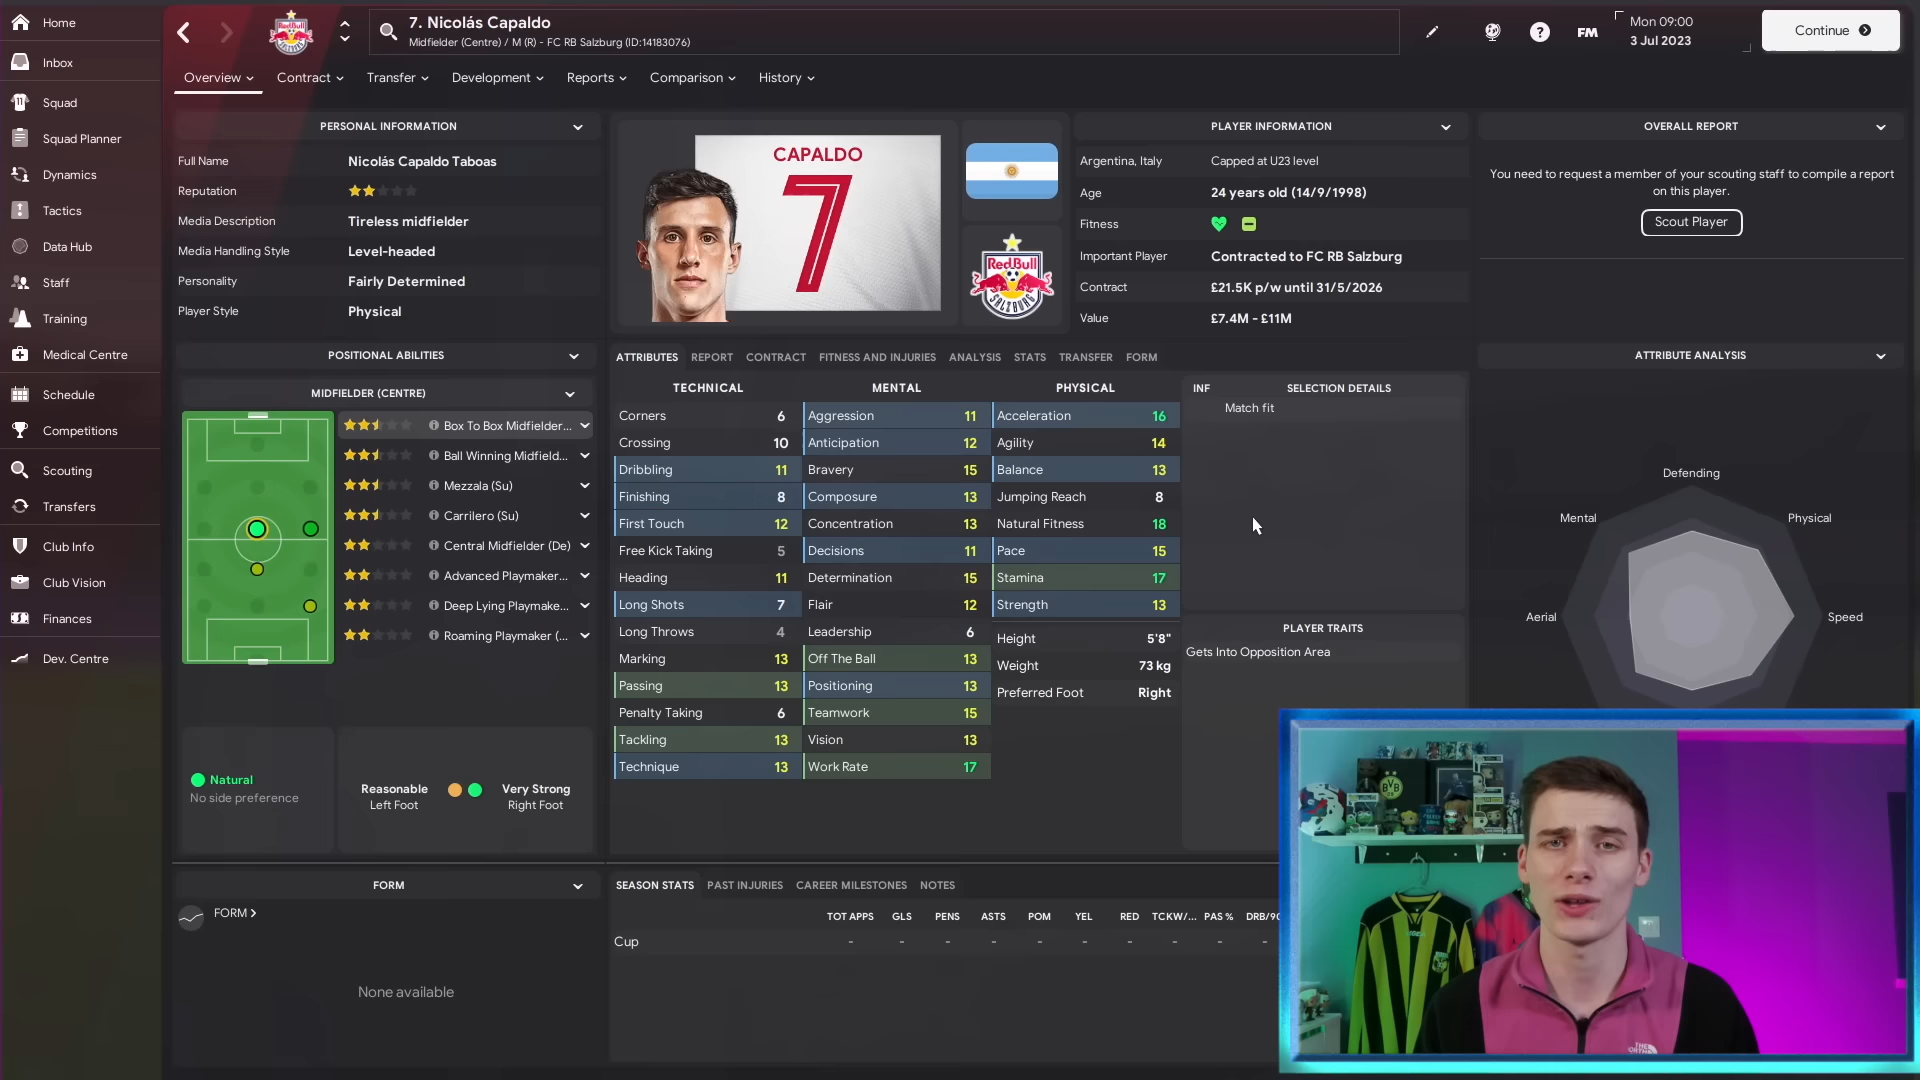 Home
Inbox
Squad
Squad Planner
Dynamics
Tactics
Data Hub
Staff
Training
Medical Centre
Schedule
Competitions
Scouting
Transfers
Club Info
Club Vision
Finances
Dev. Centre
7. Nicolás Capaldo
Midfielder (Centre) / M (R) - FC RB Salzburg (ID:14183076)
FM
Mon 09:00
3 Jul 2023
Continue
Overview Contract Transfer Development Reports Comparison History
PERSONAL INFORMATION
Full Name Nicolás Capaldo Taboas
Reputation
Media Description Tireless midfielder
Media Handling Style Level-headed
Personality Fairly Determined
Player Style Physical
CAPALDO
7
Red Bull
SALZBURG
PLAYER INFORMATION
Argentina, Italy Capped at U23 level
Age 24 years old (14/9/1998)
Fitness
Important Player Contracted to FC RB Salzburg
Contract £21.5K p/w until 31/5/2026
Value £7.4M - £11M
OVERALL REPORT
You need to request a member of your scouting staff to compile a report
on this player.
Scout Player
POSITIONAL ABILITIES
MIDFIELDER (CENTRE)
Box To Box Midfielder...
Ball Winning Midfield...
Mezzala (Su)
Carrilero (Su)
Central Midfielder (De)
Advanced Playmaker...
Deep Lying Playmake...
Roaming Playmaker (...
Natural
No side preference
Reasonable
Left Foot
Very Strong
Right Foot
ATTRIBUTES REPORT CONTRACT FITNESS AND INJURIES ANALYSIS STATS TRANSFER FORM
TECHNICAL
Corners 6
Crossing 10
Dribbling 11
Finishing 8
First Touch 12
Free Kick Taking 5
Heading 11
Long Shots 7
Long Throws 4
Marking 13
Passing 13
Penalty Taking 6
Tackling 13
Technique 13
MENTAL
Aggression 11
Anticipation 12
Bravery 15
Composure 13
Concentration 13
Decisions 11
Determination 15
Flair 12
Leadership 6
Off The Ball 13
Positioning 13
Teamwork 15
Vision 13
Work Rate 17
PHYSICAL
Acceleration 16
Agility 14
Balance 13
Jumping Reach 8
Natural Fitness 18
Pace 15
Stamina 17
Strength 13
Height 5'8"
Weight 73 kg
Preferred Foot Right
INF SELECTION DETAILS
Match fit
PLAYER TRAITS
Gets Into Opposition Area
ATTRIBUTE ANALYSIS
Defending
Mental
Physical
Aerial
Speed
FORM
FORM
None available
SEASON STATS PAST INJURIES CAREER MILESTONES NOTES
TOT APPS GLS PENS ASTS POM YEL RED TCKW/... PAS % DRB/90
Cup - - - - - - - - - -
BVB
09